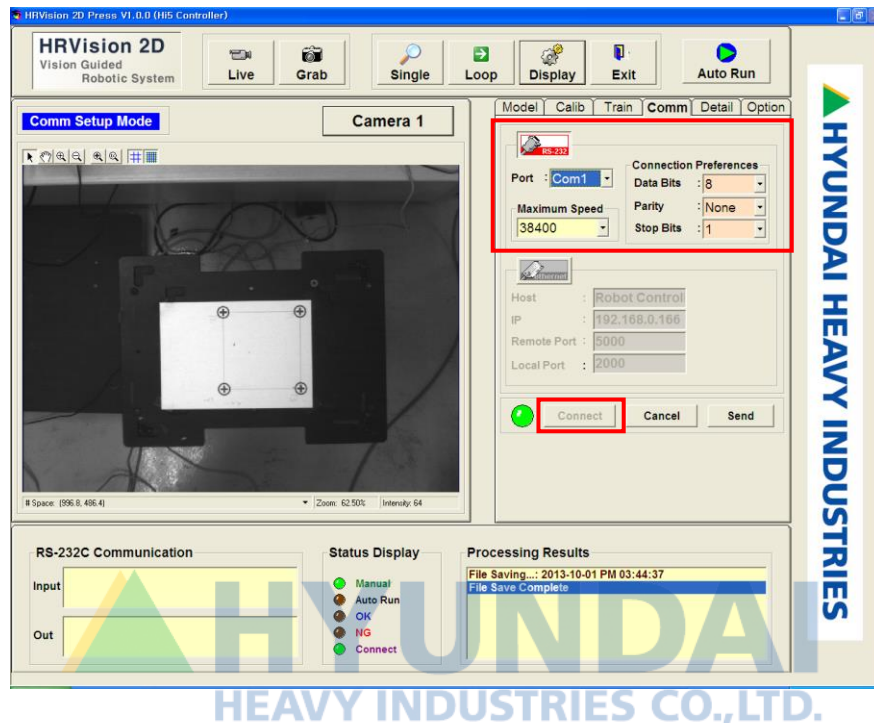 HRVision 2D Press V1.0.0 (Hi5 Controller)
HRVision 2D
Vision Guided
Robotic System
Live
Grab
Single
Loop
Display
Exit
Auto Run
Comm Setup Mode
Camera 1
Model
Calib
Train
Comm
Detail
Option
RS-232
Port : Com1
Maximum Speed
38400
Connection Preferences
Data Bits : 8
Parity : None
Stop Bits : 1
Ethernet
Host : Robot Control
IP : 192.168.0.166
Remote Port : 5000
Local Port : 2000
Connect
Cancel
Send
# Space: (996.8, 486.4)
Zoom: 62.50%
Intensity: 64
RS-232C Communication
Input
Out
Status Display
Manual
Auto Run
OK
NG
Connect
Processing Results
File Saving...: 2013-10-01 PM 03:44:37
File Save Complete
HYUNDAI HEAVY INDUSTRIES
HYUNDAI
HEAVY INDUSTRIES CO.,LTD.